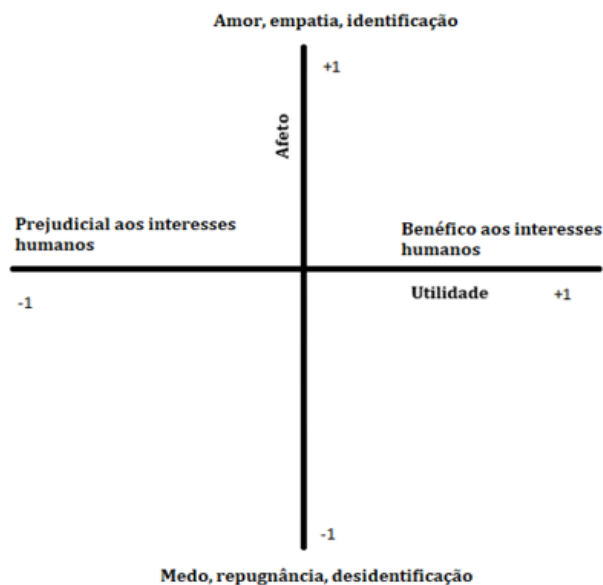 Amor, empatia, identificação
+1
Afeto
Prejudicial aos interesses
humanos
Benéfico aos interesses
humanos
-1
Utilidade
+1
-1
Medo, repugnância, desidentificação